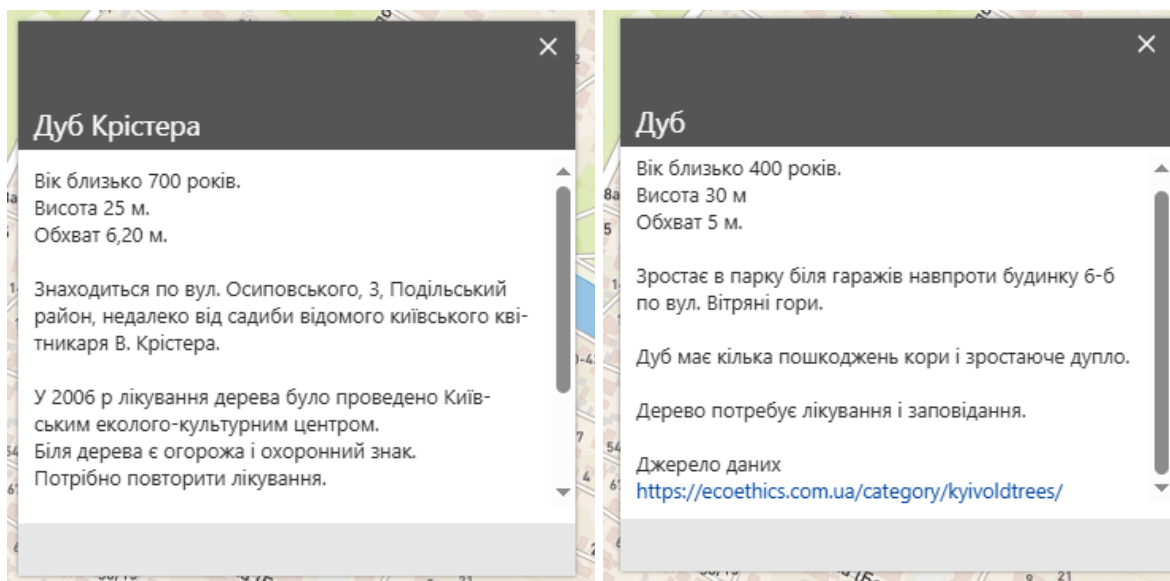 Дуб Крістера
Вік близько 700 років.
Висота 25 м.
Обхват 6,20 м.
Знаходиться по вул. Осиповського, 3, Подільський
район, недалеко від садиби відомого київського кві-
тникаря В. Крістера.
У 2006 р лікування дерева було проведено Київ-
ським еколого-культурним центром.
Біля дерева є огорожа і охоронний знак.
Потрібно повторити лікування.
Дуб
Вік близько 400 років.
Висота 30 м
Обхват 5 м.
Зростає в парку біля гаражів навпроти будинку 6-б
по вул. Вітряні гори.
Дуб має кілька пошкоджень кори і зростаюче дупло.
Дерево потребує лікування і заповідання.
Джерело даних
https://ecoethics.com.ua/category/kyivoldtrees/